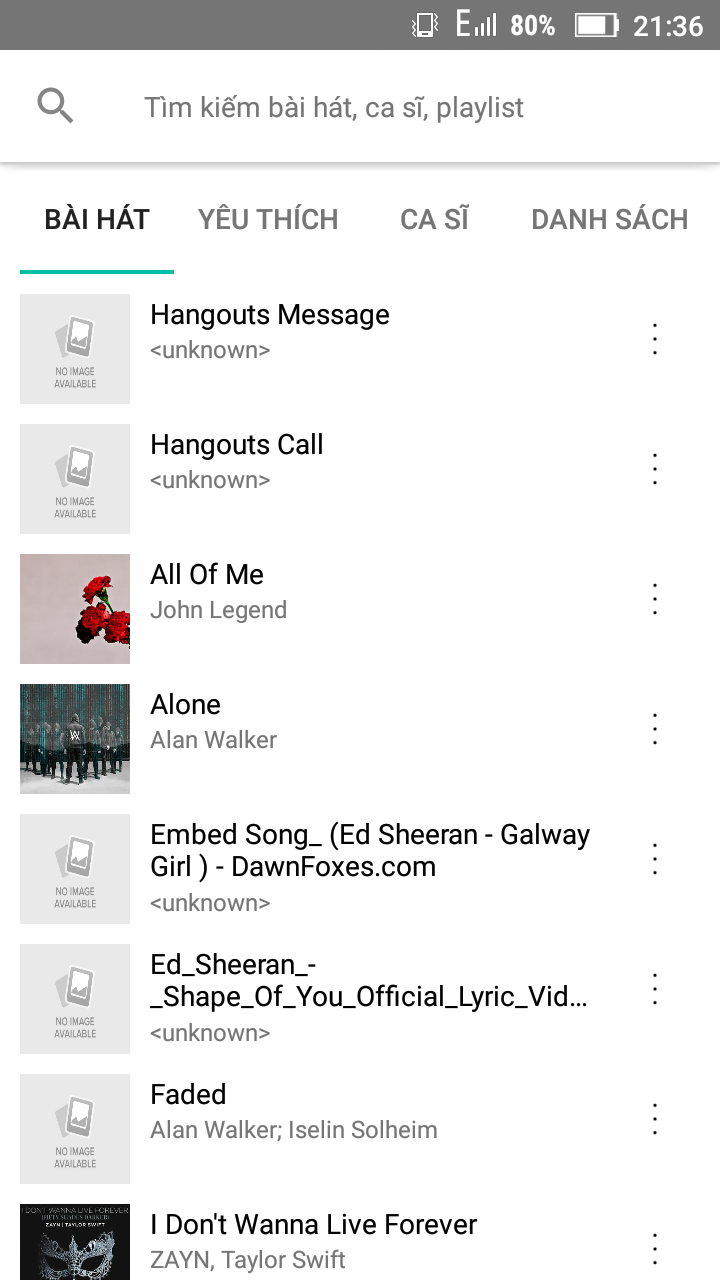 E 80% 21:36
Tìm kiếm bài hát, ca sĩ, playlist
BÀI HÁT YÊU THÍCH CA SĨ DANH SÁCH
Hangouts Message
<unknown>
NO IMAGE
AVAILABLE
Hangouts Call
<unknown>
NO IMAGE
AVAILABLE
All Of Me
John Legend
Alone
Alan Walker
Embed Song_ (Ed Sheeran - Galway
Girl ) - DawnFoxes.com
<unknown>
NO IMAGE
AVAILABLE
Ed_Sheeran_-
_Shape_Of_You_Official_Lyric_Vid...
<unknown>
NO IMAGE
AVAILABLE
Faded
Alan Walker; Iselin Solheim
NO IMAGE
AVAILABLE
I DON'T WANNA LIVE FOREVER
(FIFTY SHADES DARKER)
ZAYN | TAYLOR SWIFT
I Don't Wanna Live Forever
ZAYN, Taylor Swift